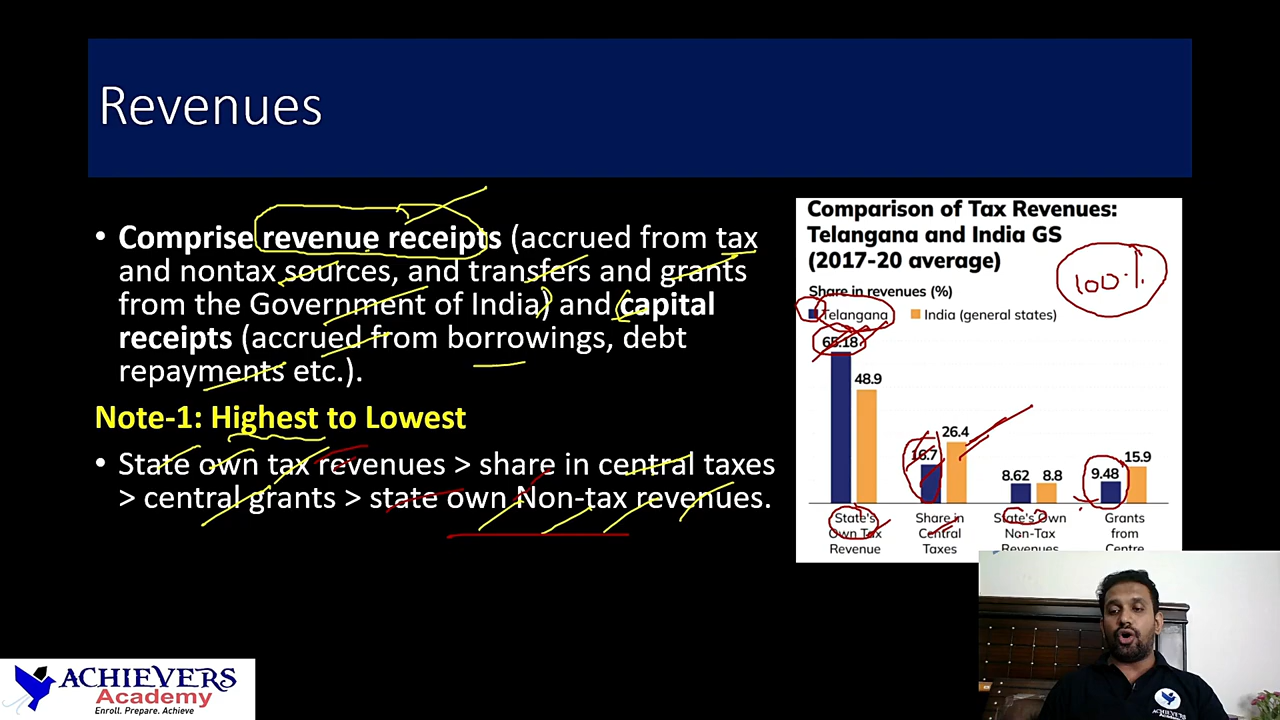 Revenues
• Comprise revenue receipts (accrued from tax
and nontax sources, and transfers and grants
from the Government of India) and capital
receipts (accrued from borrowings, debt
repayments etc.).
Note-1: Highest to Lowest
• State own tax revenues > share in central taxes
> central grants > state own Non-tax revenues.
Comparison of Tax Revenues:
Telangana and India GS
(2017-20 average)
100%
Share in revenues (%)
Telangana India (general states)
65.18
48.9
16.7
26.4
8.62
8.8
9.48
15.9
State's
Own Tax
Revenue
Share in
Central
Taxes
State's Own
Non-Tax
Revenues
Grants
from
Centre
ACHIEVERS
Academy
Enroll. Prepare. Achieve
ACHIEVERS